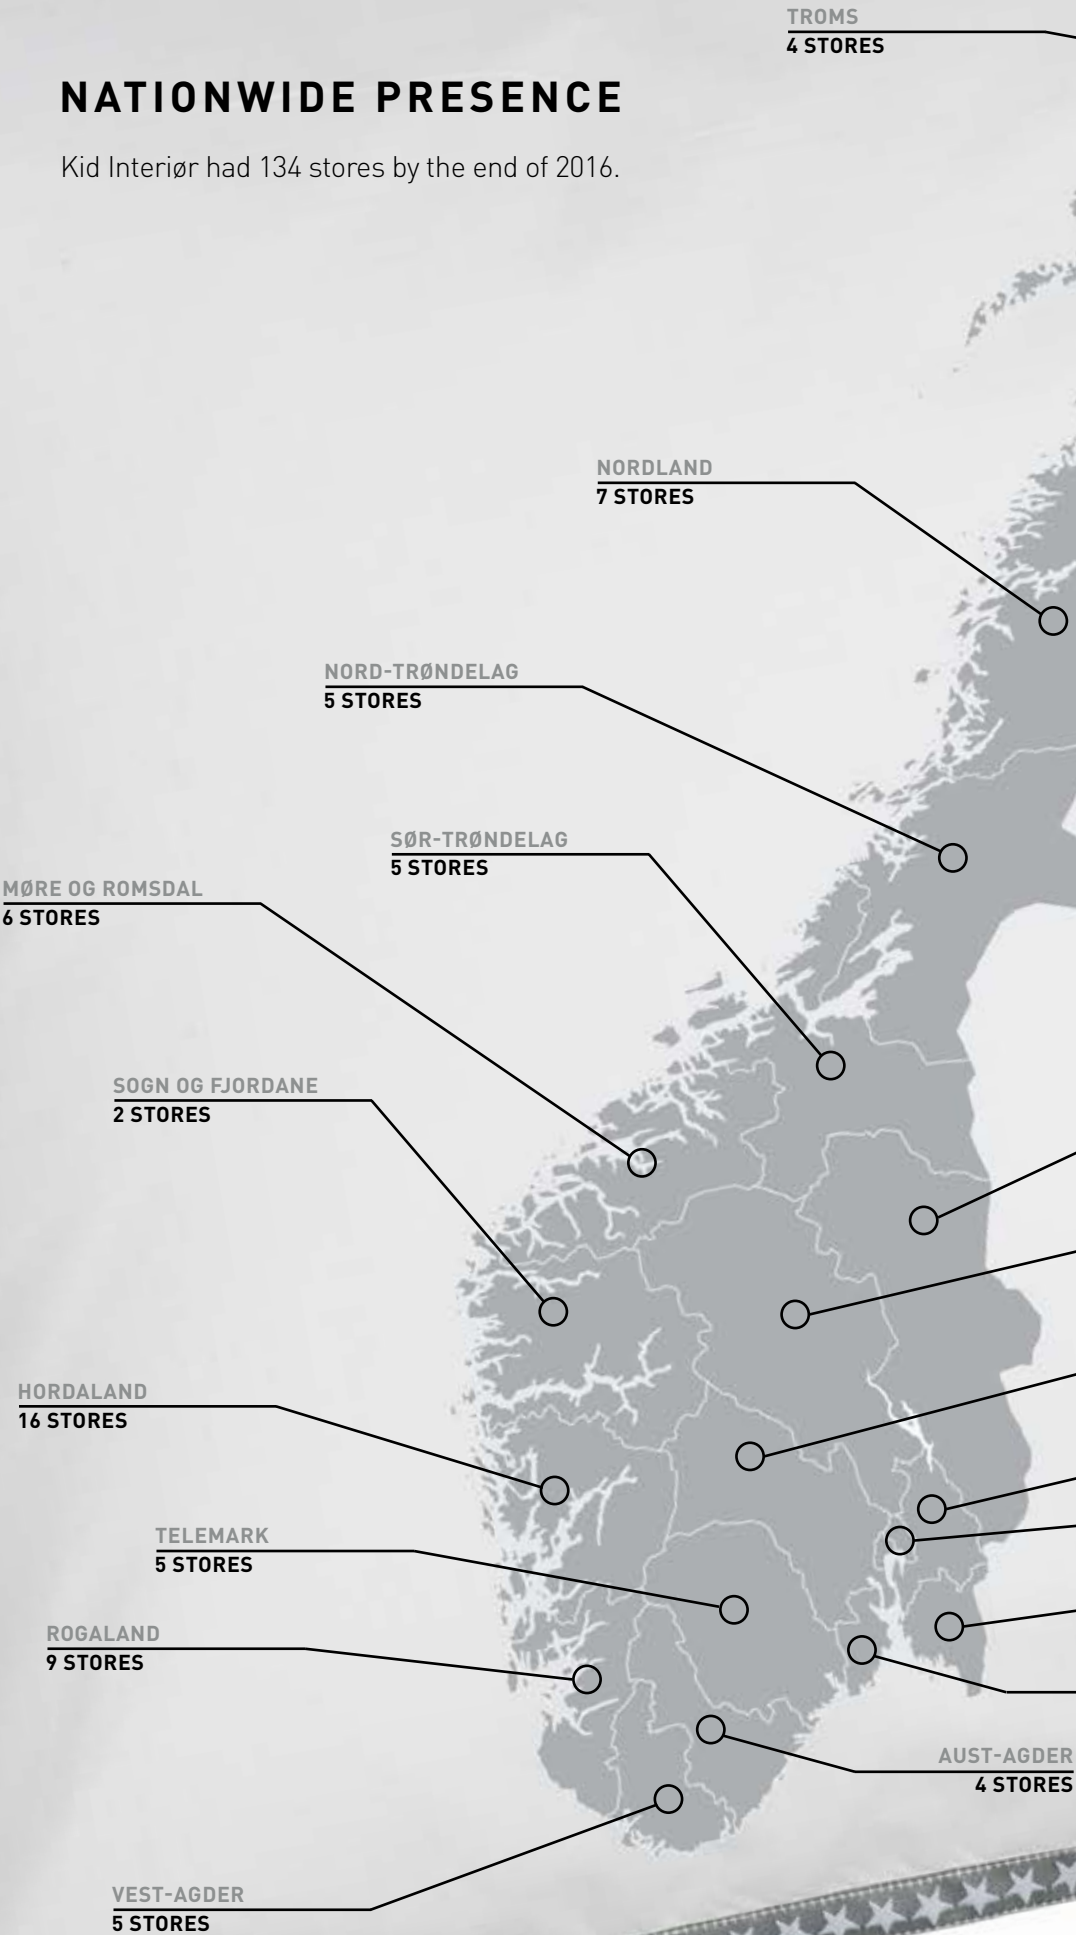 TROMS
4 STORES
NATIONWIDE PRESENCE
Kid Interiør had 134 stores by the end of 2016.
NORDLAND
7 STORES
NORD-TRØNDELAG
5 STORES
SØR-TRØNDELAG
5 STORES
MØRE OG ROMSDAL
6 STORES
SOGN OG FJORDANE
2 STORES
HORDALAND
16 STORES
TELEMARK
5 STORES
ROGALAND
9 STORES
AUST-AGDER
4 STORES
VEST-AGDER
5 STORES